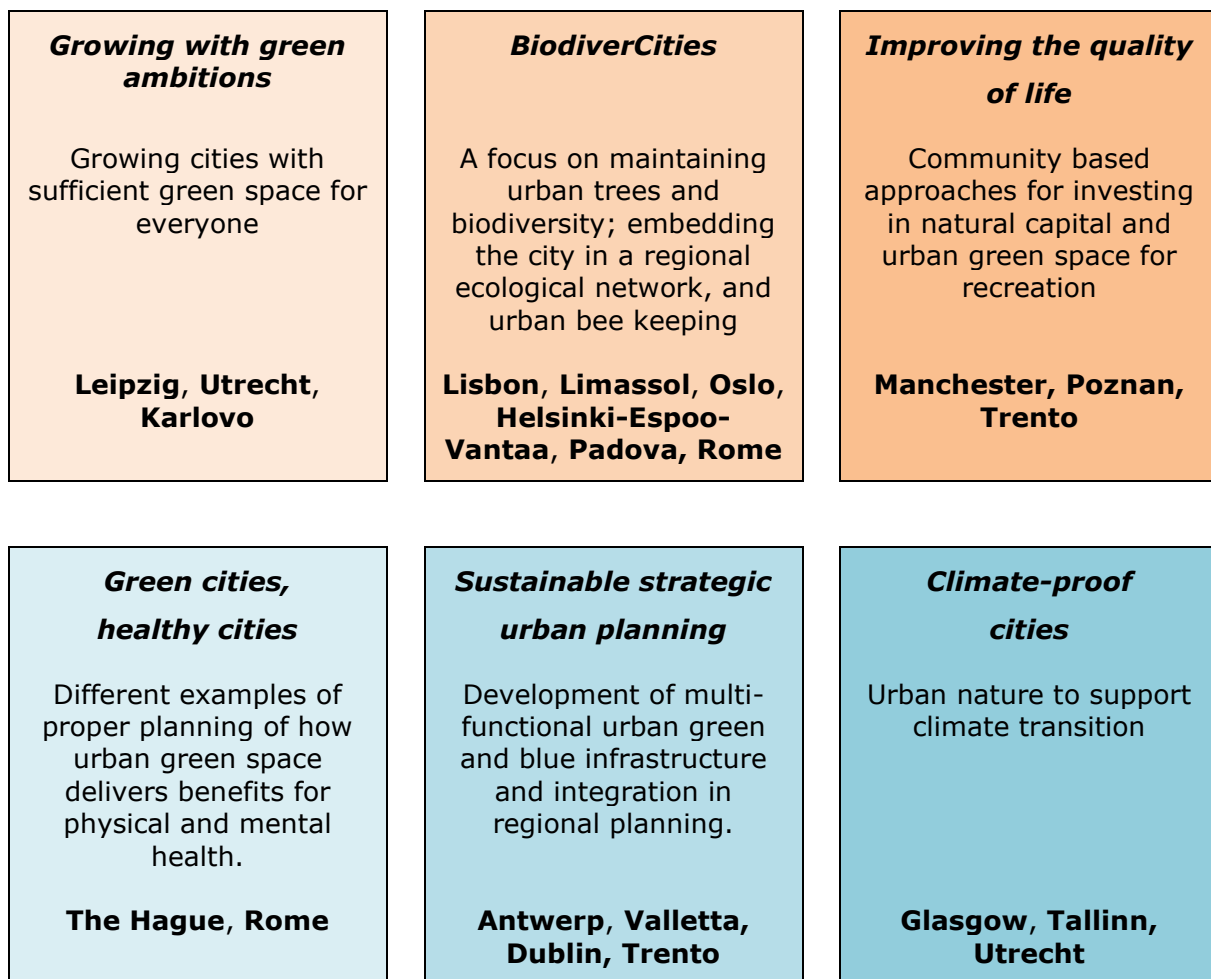 Growing with green
ambitions
Growing cities with
sufficient green space for
everyone
Leipzig, Utrecht,
Karlovo
BiodiverCities
A focus on maintaining
urban trees and
biodiversity; embedding
the city in a regional
ecological network, and
urban bee keeping
Lisbon, Limassol, Oslo,
Helsinki-Espoo-
Vantaa, Padova, Rome
Improving the quality
of life
Community based
approaches for investing
in natural capital and
urban green space for
recreation
Manchester, Poznan,
Trento
Green cities,
healthy cities
Different examples of
proper planning of how
urban green space
delivers benefits for
physical and mental
health.
The Hague, Rome
Sustainable strategic
urban planning
Development of multi-
functional urban green
and blue infrastructure
and integration in
regional planning.
Antwerp, Valletta,
Dublin, Trento
Climate-proof
cities
Urban nature to support
climate transition
Glasgow, Tallinn,
Utrecht